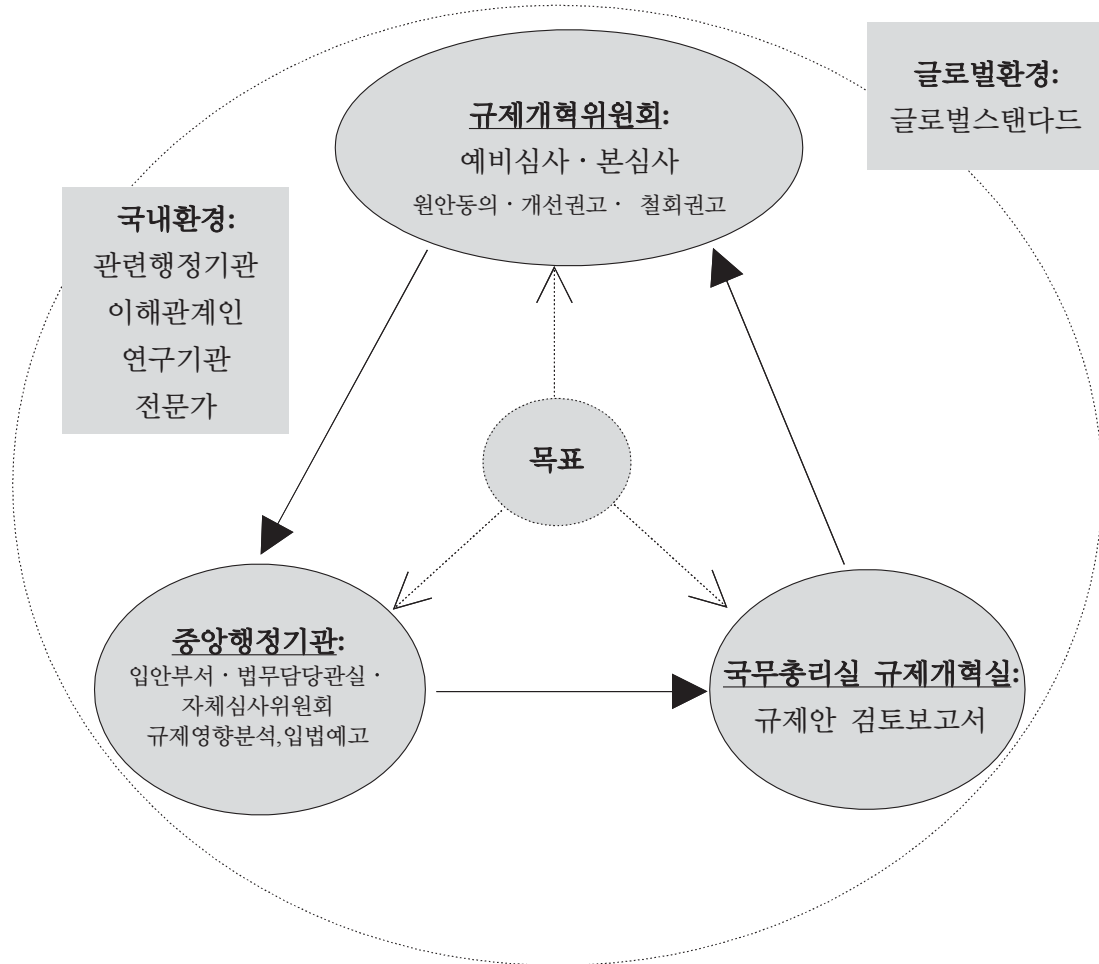 글로벌환경:
글로벌스탠다드
규제개혁위원회:
예비심사 · 본심사
원안동의 · 개선권고 · 철회권고
국내환경:
관련행정기관
이해관계인
연구기관
전문가
목표
중앙행정기관:
입안부서 · 법무담당관실 ·
자체심사위원회
규제영향분석,입법예고
국무총리실 규제개혁실:
규제안 검토보고서